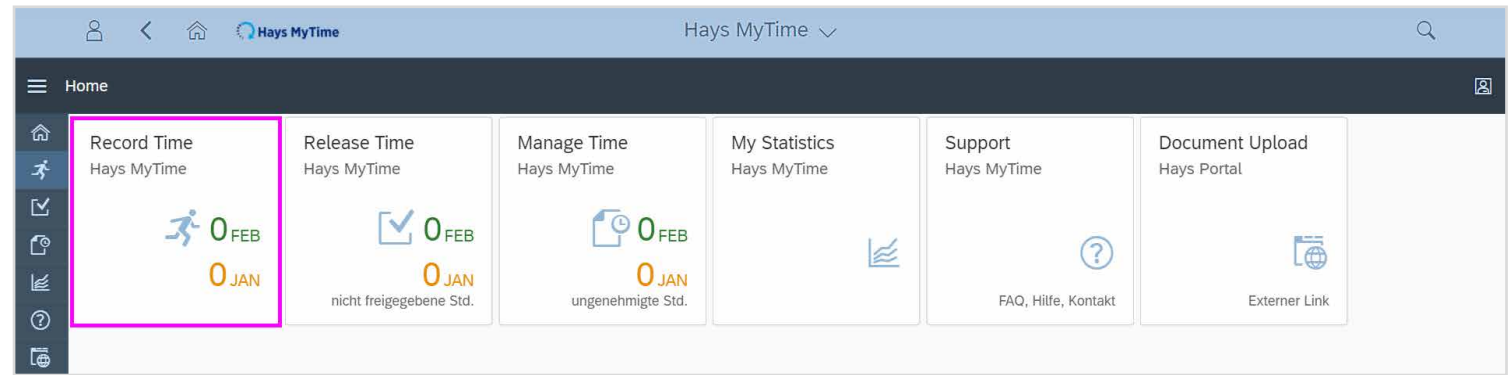 Hays MyTime
Hays MyTime
Home
Record Time
Hays MyTime
0 FEB
0 JAN
Release Time
Hays MyTime
0 FEB
0 JAN
nicht freigegebene Std.
Manage Time
Hays MyTime
0 FEB
0 JAN
ungenehmigte Std.
My Statistics
Hays MyTime
Support
Hays MyTime
FAQ, Hilfe, Kontakt
Document Upload
Hays Portal
Externer Link